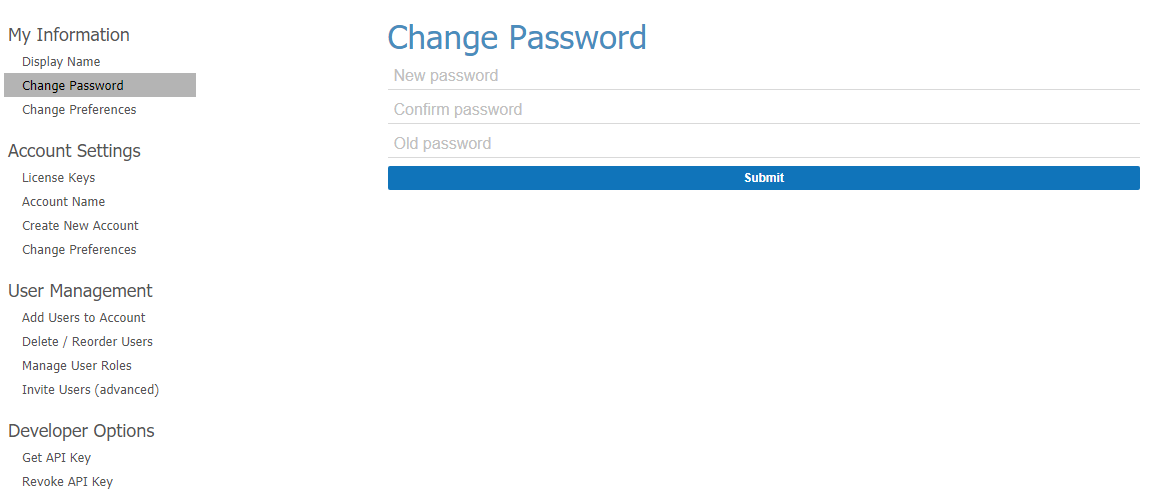 My Information
Display Name
Change Password
Change Preferences
Account Settings
License Keys
Account Name
Create New Account
Change Preferences
User Management
Add Users to Account
Delete / Reorder Users
Manage User Roles
Invite Users (advanced)
Developer Options
Get API Key
Revoke API Key
Change Password
New password
Confirm password
Old password
Submit